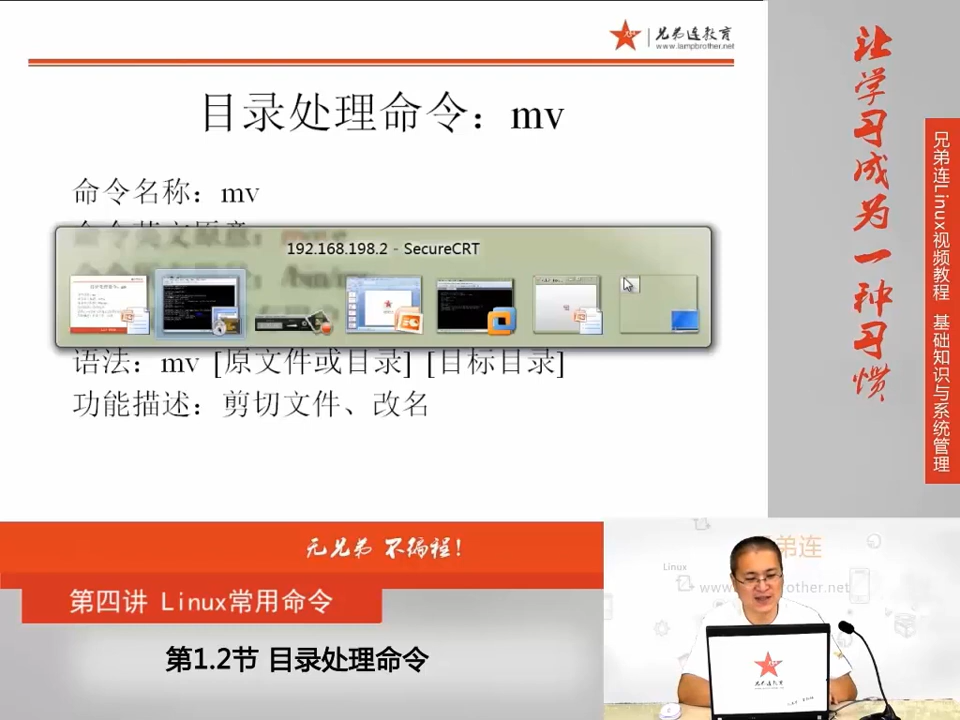 兄弟连教育
www.lampbrother.net
目录处理命令：mv
命令名称：mv
192.168.198.2 - SecureCRT
语法：mv [原文件或目录] [目标目录]
功能描述：剪切文件、改名
让学习成为一种习惯
兄弟连Linux视频教程 基础知识与系统管理
无兄弟 不编程!
第四讲 Linux常用命令
第1.2节 目录处理命令
弟连
Linux
兄弟连教育